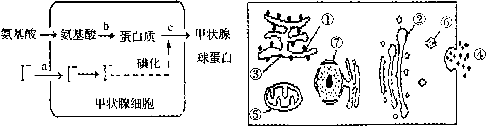 氨基酸 氨基酸 b 蛋白质 c 甲状腺
球蛋白
碘化
I⁻ a I⁻ I⁻
甲状腺细胞
① ② ⑥ ④
⑦
③
⑤